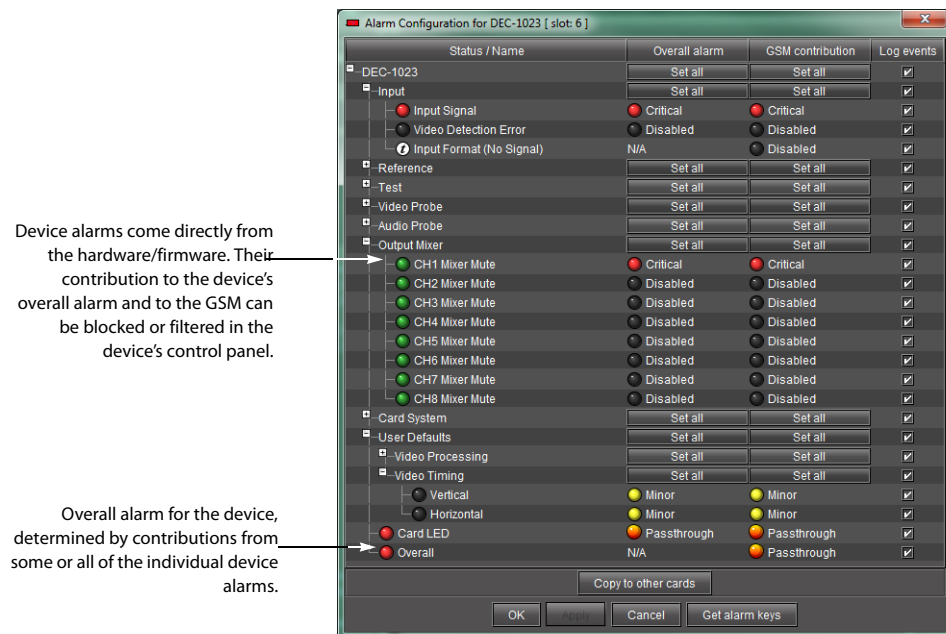 Alarm Configuration for DEC-1023 [ slot: 6 ]
Status / Name Overall alarm GSM contribution Log events
DEC-1023 Set all Set all
Input Set all Set all
Input Signal Critical Critical
Video Detection Error Disabled Disabled
Input Format (No Signal) N/A Disabled
Reference Set all Set all
Test Set all Set all
Video Probe Set all Set all
Audio Probe Set all Set all
Output Mixer Set all Set all
CH1 Mixer Mute Critical Critical
CH2 Mixer Mute Disabled Disabled
CH3 Mixer Mute Disabled Disabled
CH4 Mixer Mute Disabled Disabled
CH5 Mixer Mute Disabled Disabled
CH6 Mixer Mute Disabled Disabled
CH7 Mixer Mute Disabled Disabled
CH8 Mixer Mute Disabled Disabled
Card System Set all Set all
User Defaults Set all Set all
Video Processing Set all Set all
Video Timing Set all Set all
Vertical Minor Minor
Horizontal Minor Minor
Card LED Passthrough Passthrough
Overall N/A Passthrough
Copy to other cards
OK Apply Cancel Get alarm keys
Device alarms come directly from
the hardware/firmware. Their
contribution to the device's
overall alarm and to the GSM can
be blocked or filtered in the
device's control panel.
Overall alarm for the device,
determined by contributions from
some or all of the individual device
alarms.